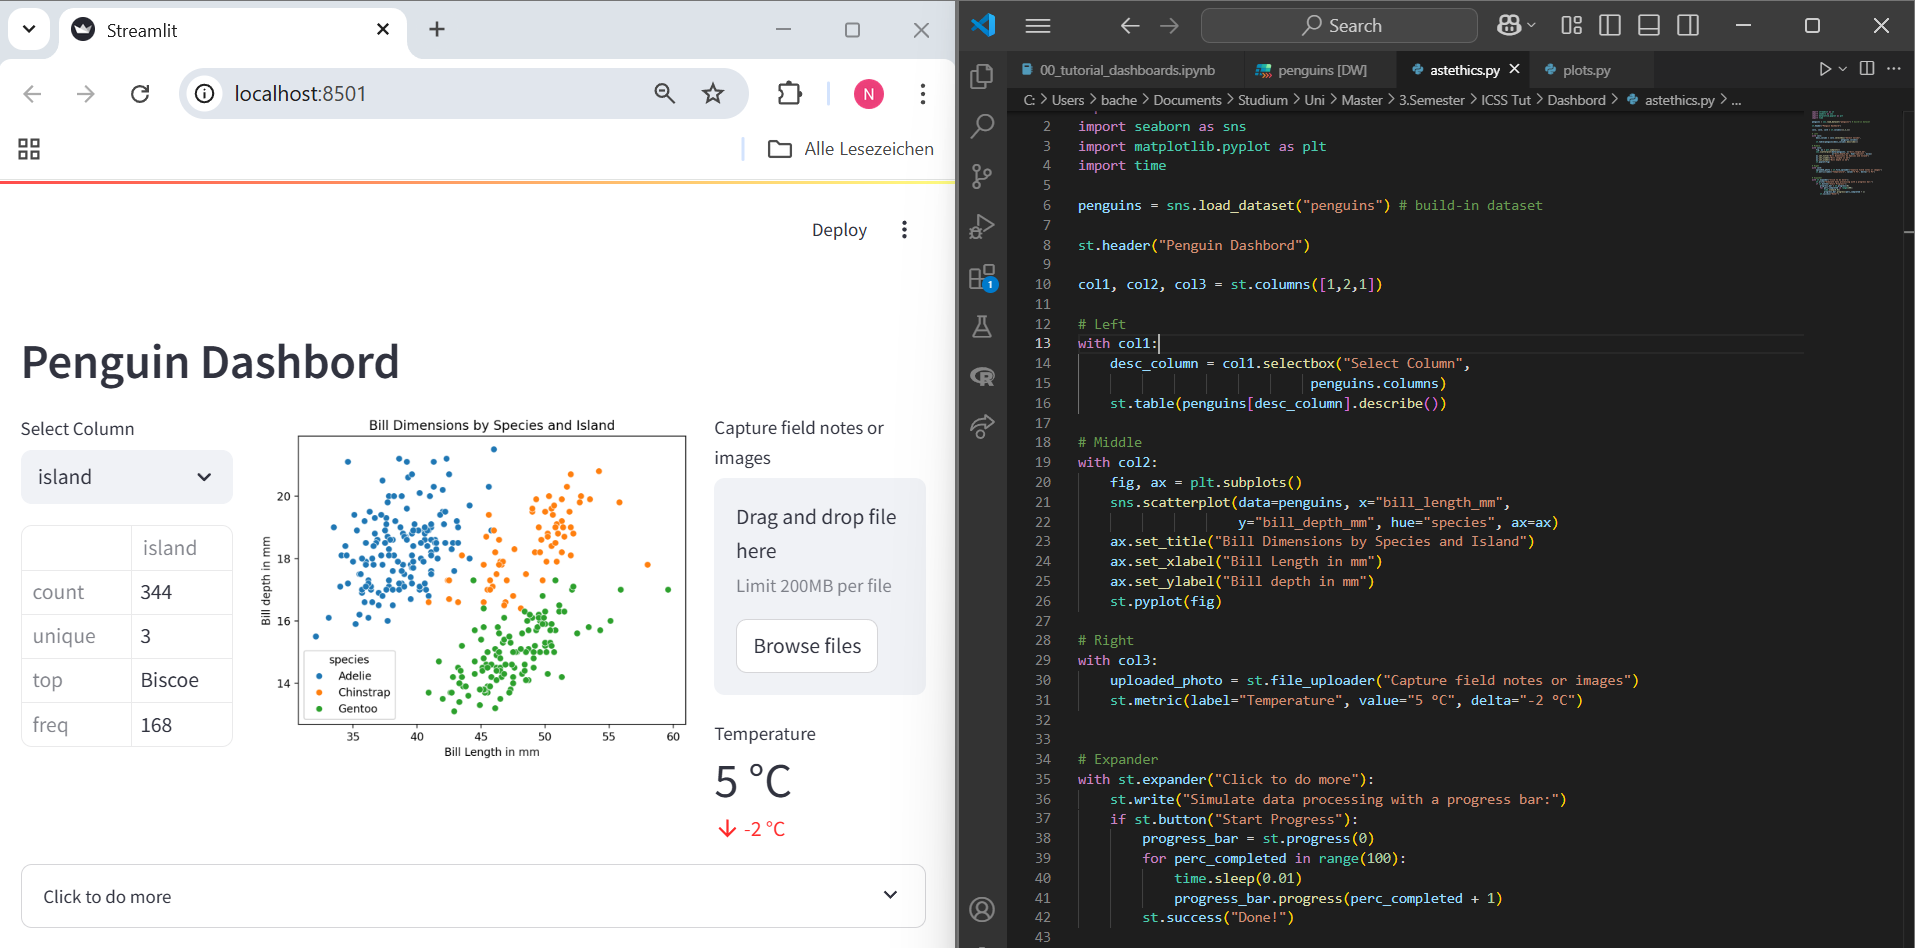 Streamlit
localhost:8501
N
Alle Lesezeichen
Deploy
Penguin Dashbord
Select Column
island
island
count 344
unique 3
top Biscoe
freq 168
Bill Dimensions by Species and Island
Bill depth in mm
20
18
16
14
species
Adelie
Chinstrap
Gentoo
35 40 45 50 55 60
Bill Length in mm
Capture field notes or
images
Drag and drop file
here
Limit 200MB per file
Browse files
Temperature
5 °C
-2 °C
Click to do more
Search
00_tutorial_dashboards.ipynb penguins [DW] astethics.py plots.py
C: > Users > bache > Documents > Studium > Uni > Master > 3.Semester > ICSS Tut > Dashbord > astethics.py > ...
1
2 import seaborn as sns
3 import matplotlib.pyplot as plt
4 import time
5
6 penguins = sns.load_dataset("penguins") # build-in dataset
7
8 st.header("Penguin Dashbord")
9
10 col1, col2, col3 = st.columns([1,2,1])
11
12 # Left
13 with col1:
14 desc_column = col1.selectbox("Select Column",
15 penguins.columns)
16 st.table(penguins[desc_column].describe())
17
18 # Middle
19 with col2:
20 fig, ax = plt.subplots()
21 sns.scatterplot(data=penguins, x="bill_length_mm",
22 y="bill_depth_mm", hue="species", ax=ax)
23 ax.set_title("Bill Dimensions by Species and Island")
24 ax.set_xlabel("Bill Length in mm")
25 ax.set_ylabel("Bill depth in mm")
26 st.pyplot(fig)
27
28 # Right
29 with col3:
30 uploaded_photo = st.file_uploader("Capture field notes or images")
31 st.metric(label="Temperature", value="5 °C", delta="-2 °C")
32
33
34 # Expander
35 with st.expander("Click to do more"):
36 st.write("Simulate data processing with a progress bar:")
37 if st.button("Start Progress"):
38 progress_bar = st.progress(0)
39 for perc_completed in range(100):
40 time.sleep(0.01)
41 progress_bar.progress(perc_completed + 1)
42 st.success("Done!")
43